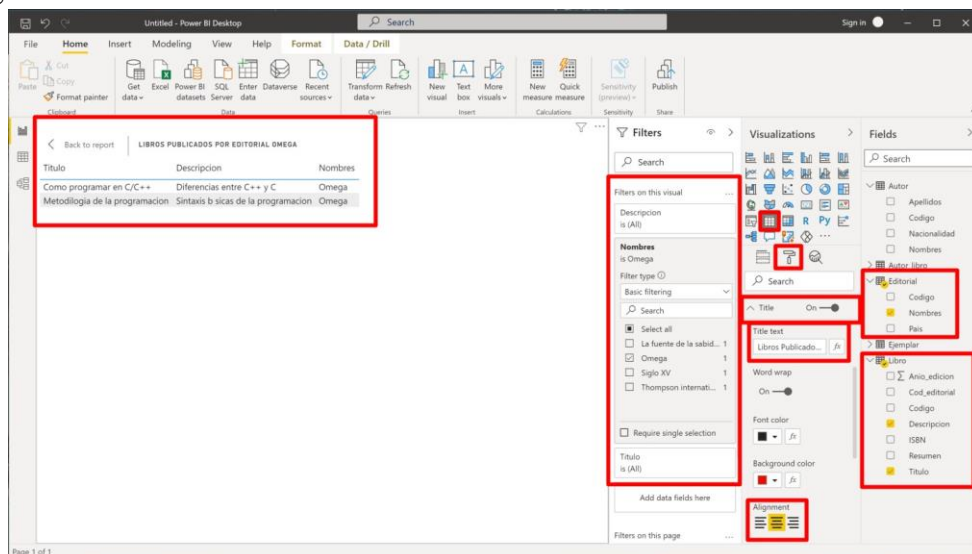 Untitled - Power BI Desktop
Search
Sign in
File Home Insert Modeling View Help Format Data / Drill
Paste
Cut
Copy
Format painter
Clipboard
Get data
Excel
Power BI datasets
SQL Server
Enter data
Dataverse
Recent sources
Data
Transform data
Refresh
Queries
New visual
Text box
More visuals
Insert
New measure
Quick measure
Calculations
Sensitivity (preview)
Sensitivity
Publish
Share
Back to report LIBROS PUBLICADOS POR EDITORIAL OMEGA
Titulo Descripcion Nombres
Como programar en C/C++ Diferencias entre C++ y C Omega
Metodilogia de la programacion Sintaxis b sicas de la programacion Omega
Filters
Search
Filters on this visual ...
Descripcion
is (All)
Nombres
is Omega
Filter type
Basic filtering
Search
Select all
La fuente de la sabid... 1
Omega 1
Siglo XV 1
Thompson internati... 1
Require single selection
Titulo
is (All)
Add data fields here
Filters on this page ...
Visualizations
R Py
...
Search
Title On
Title text
Libros Publicado... fx
Word wrap
On
Font color
fx
Background color
fx
Alignment
Fields
Search
Autor
Apellidos
Codigo
Nacionalidad
Nombres
Autor_libro
Editorial
Codigo
Nombres
Pais
Ejemplar
Libro
Anio_edicion
Cod_editorial
Codigo
Descripcion
ISBN
Resumen
Titulo
Page 1 of 1